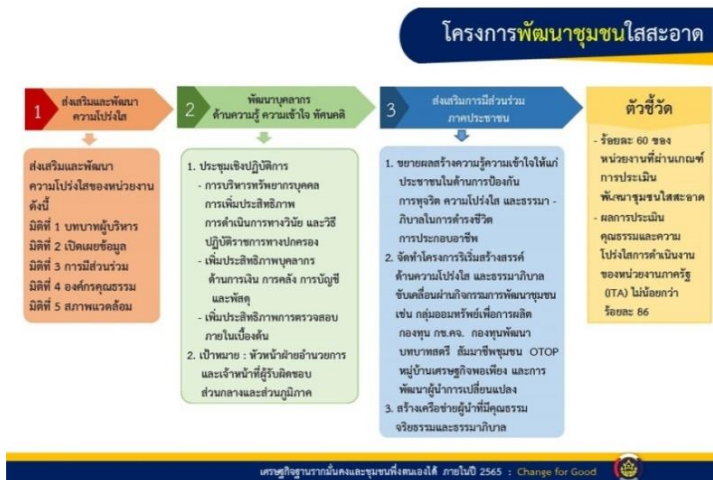 โครงการพัฒนาชุมชนใสสะอาด
1
ส่งเสริมและพัฒนา
ความโปร่งใส
ส่งเสริมและพัฒนา
ความโปร่งใสของหน่วยงาน
ดังนี้
มิติที่ 1 บทบาทผู้บริหาร
มิติที่ 2 เปิดเผยข้อมูล
มิติที่ 3 การมีส่วนร่วม
มิติที่ 4 องค์กรคุณธรรม
มิติที่ 5 สภาพแวดล้อม
2
พัฒนาบุคลากร
ด้านความรู้ ความเข้าใจ ทัศนคติ
1. ประชุมเชิงปฏิบัติการ
- การบริหารทรัพยากรบุคคล
การเพิ่มประสิทธิภาพ
การดำเนินการทางวินัย และวิธี
ปฏิบัติราชการทางปกครอง
- เพิ่มประสิทธิภาพบุคลากร
ด้านการเงิน การคลัง การบัญชี
และพัสดุ
- เพิ่มประสิทธิภาพการตรวจสอบ
ภายในเบื้องต้น
2. เป้าหมาย : หัวหน้าฝ่ายอำนวยการ
และเจ้าหน้าที่ผู้รับผิดชอบ
ส่วนกลางและส่วนภูมิภาค
3
ส่งเสริมการมีส่วนร่วม
ภาคประชาชน
1. ขยายผลสร้างความรู้ความเข้าใจให้แก่
ประชาชนในด้านการป้องกัน
การทุจริต ความโปร่งใส และธรรมา -
ภิบาลในการดำรงชีวิต
การประกอบอาชีพ
2. จัดทำโครงการริเริ่มสร้างสรรค์
ด้านความโปร่งใส และธรรมาภิบาล
ขับเคลื่อนผ่านกิจกรรมการพัฒนาชุมชน
เช่น กลุ่มออมทรัพย์เพื่อการผลิต
กองทุน กข.คจ. กองทุนพัฒนา
บทบาทสตรี สัมมาชีพชุมชน OTOP
หมู่บ้านเศรษฐกิจพอเพียง และการ
พัฒนาผู้นำการเปลี่ยนแปลง
3. สร้างเครือข่ายผู้นำที่มีคุณธรรม
จริยธรรมและธรรมาภิบาล
ตัวชี้วัด
- ร้อยละ 60 ของ
หน่วยงานที่ผ่านเกณฑ์
การประเมิน
พัฒนาชุมชนใสสะอาด
- ผลการประเมิน
คุณธรรมและความ
โปร่งใสการดำเนินงาน
ของหน่วยงานภาครัฐ
(ITA) ไม่น้อยกว่า
ร้อยละ 86
เศรษฐกิจฐานรากมั่นคงและชุมชนพึ่งตนเองได้ ภายในปี 2565 : Change for Good